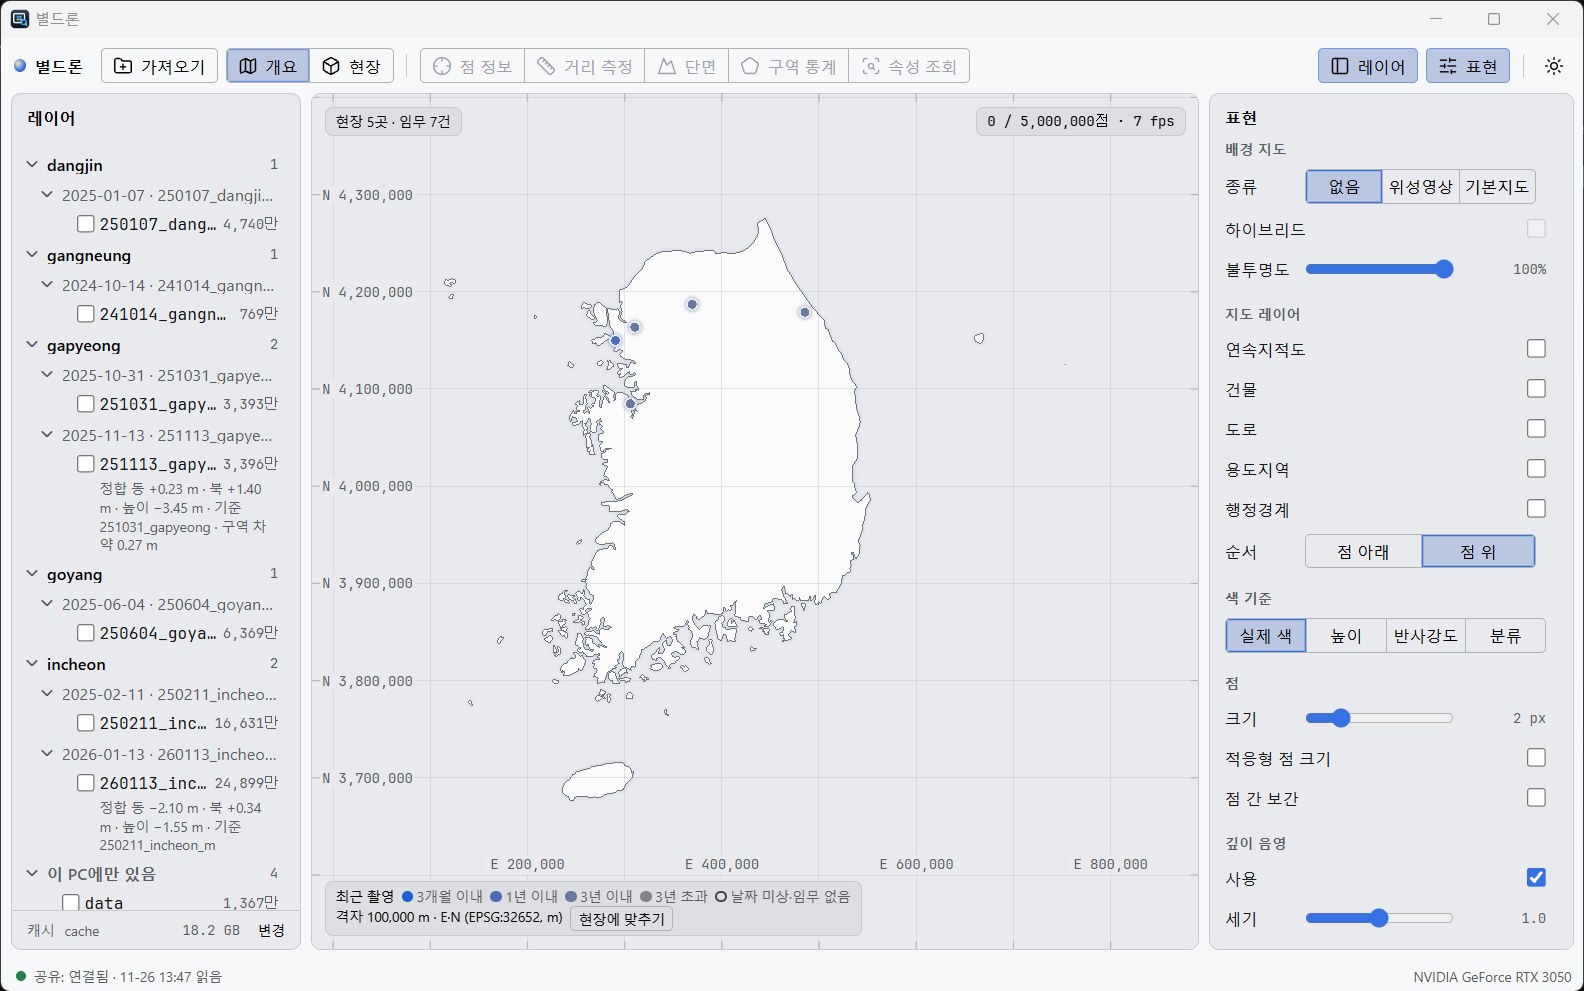 별드론
별드론 가져오기 개요 현장 점 정보 거리 측정 단면 구역 통계 속성 조회 레이어 표현
레이어
dangjin 1
2025-01-07 · 250107_dangji...
250107_dang... 4,740만
gangneung 1
2024-10-14 · 241014_gangn...
241014_gangn... 769만
gapyeong 2
2025-10-31 · 251031_gapye...
251031_gapy... 3,393만
2025-11-13 · 251113_gapye...
251113_gapy... 3,396만
정합 동 +0.23 m · 북 +1.40
m · 높이 −3.45 m · 기준
251031_gapyeong · 구역 차
약 0.27 m
goyang 1
2025-06-04 · 250604_goyan...
250604_goya... 6,369만
incheon 2
2025-02-11 · 250211_incheo...
250211_inc... 16,631만
2026-01-13 · 260113_incheo...
260113_inc... 24,899만
정합 동 −2.10 m · 북 +0.34
m · 높이 −1.55 m · 기준
250211_incheon_m
이 PC에만 있음 4
data 1,367만
캐시 cache 18.2 GB 변경
현장 5곳 · 임무 7건
0 / 5,000,000점 · 7 fps
N 4,300,000
N 4,200,000
N 4,100,000
N 4,000,000
N 3,900,000
N 3,800,000
N 3,700,000
E 200,000 E 400,000 E 600,000 E 800,000
최근 촬영 3개월 이내 1년 이내 3년 이내 3년 초과 날짜 미상·임무 없음
격자 100,000 m · E·N (EPSG:32652, m) 현장에 맞추기
표현
배경 지도
종류 없음 위성영상 기본지도
하이브리드
불투명도 100%
지도 레이어
연속지적도
건물
도로
용도지역
행정경계
순서 점 아래 점 위
색 기준
실제 색 높이 반사강도 분류
점
크기 2 px
적응형 점 크기
점 간 보간
깊이 음영
사용
세기 1.0
공유: 연결됨 · 11-26 13:47 읽음
NVIDIA GeForce RTX 3050